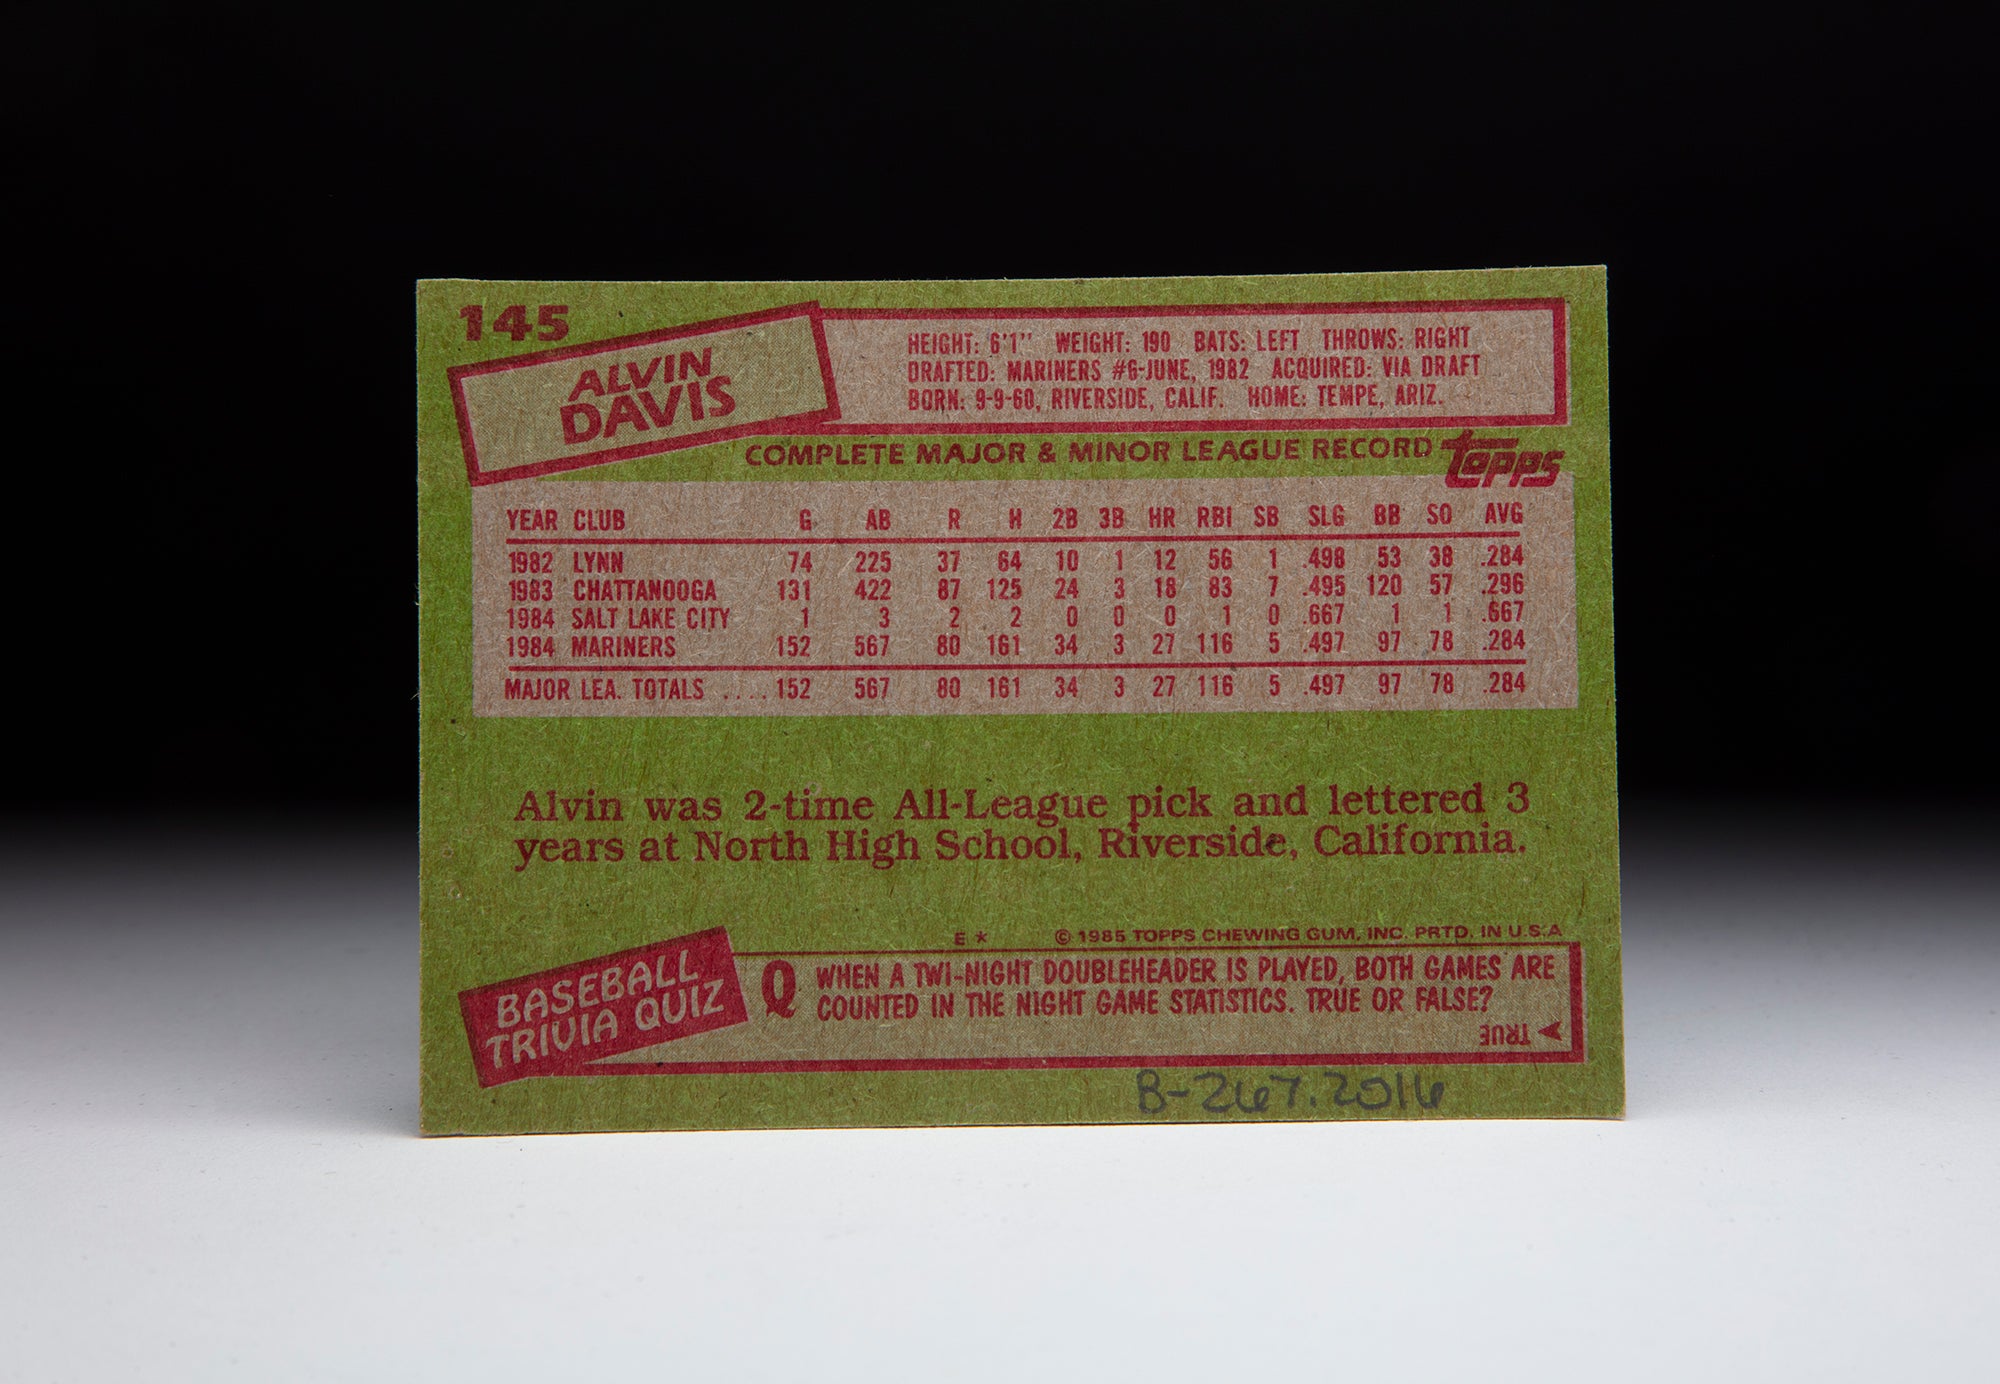 145
ALVIN
DAVIS
HEIGHT: 6'1" WEIGHT: 190 BATS: LEFT THROWS: RIGHT
DRAFTED: MARINERS #6-JUNE, 1982 ACQUIRED: VIA DRAFT
BORN: 9-9-60, RIVERSIDE, CALIF. HOME: TEMPE, ARIZ.
COMPLETE MAJOR & MINOR LEAGUE RECORD topps
YEAR CLUB G AB R H 2B 3B HR RBI SB SLG BB SO AVG
1982 LYNN 74 225 37 64 10 1 12 56 1 .498 53 38 .284
1983 CHATTANOOGA 131 422 87 125 24 3 18 83 7 .495 120 57 .296
1984 SALT LAKE CITY 1 3 2 2 0 0 0 1 0 .667 1 1 .667
1984 MARINERS 152 567 80 161 34 3 27 116 5 .497 97 78 .284
MAJOR LEA. TOTALS .... 152 567 80 161 34 3 27 116 5 .497 97 78 .284
Alvin was 2-time All-League pick and lettered 3
years at North High School, Riverside, California.
E * © 1985 TOPPS CHEWING GUM, INC. PRTD. IN U.S.A
BASEBALL
TRIVIA QUIZ
Q WHEN A TWI-NIGHT DOUBLEHEADER IS PLAYED, BOTH GAMES ARE
COUNTED IN THE NIGHT GAME STATISTICS. TRUE OR FALSE?
TRUE
B-267.2016